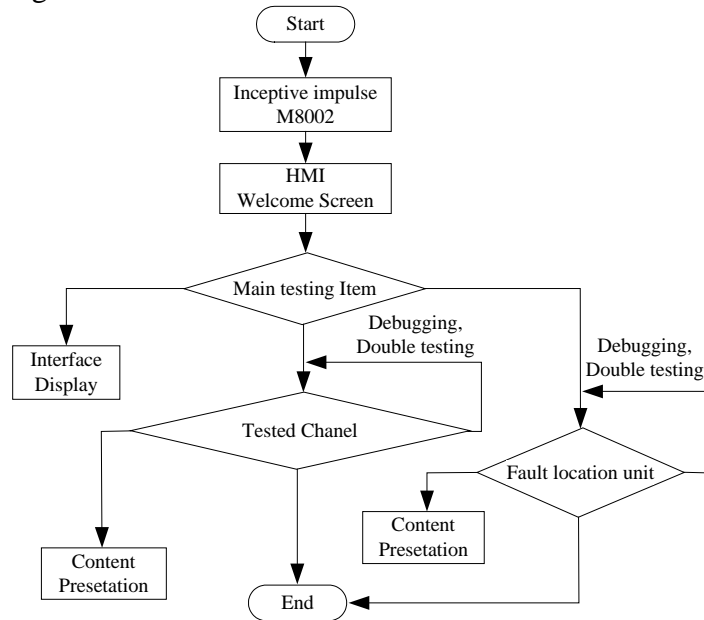 Start
Inceptive impulse
M8002
HMI
Welcome Screen
Main testing Item
Interface
Display
Debugging,
Double testing
Debugging,
Double testing
Tested Chanel
Fault location unit
Content
Presetation
Content
Presetation
End